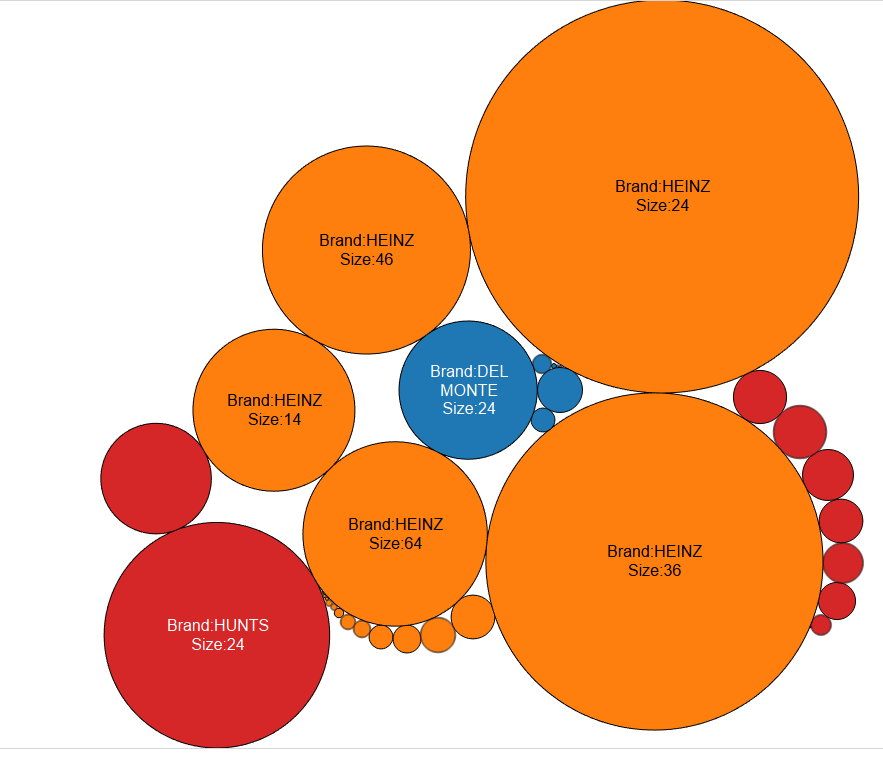 Brand:HEINZ
Size:24
Brand:HEINZ
Size:46
Brand:DEL
MONTE
Size:24
Brand:HEINZ
Size:14
Brand:HEINZ
Size:64
Brand:HEINZ
Size:36
Brand:HUNTS
Size:24